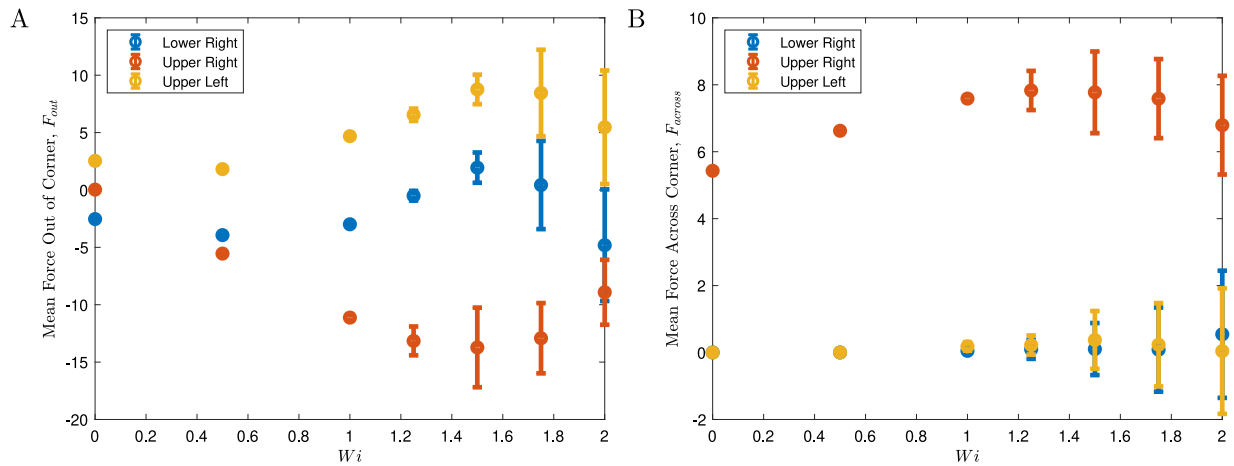 A
Mean Force Out of Corner, F_out
15
10
5
0
-5
-10
-15
-20
Lower Right
Upper Right
Upper Left
0 0.2 0.4 0.6 0.8 1 1.2 1.4 1.6 1.8 2
Wi
B
Mean Force Across Corner, F_across
10
8
6
4
2
0
-2
Lower Right
Upper Right
Upper Left
0 0.2 0.4 0.6 0.8 1 1.2 1.4 1.6 1.8 2
Wi